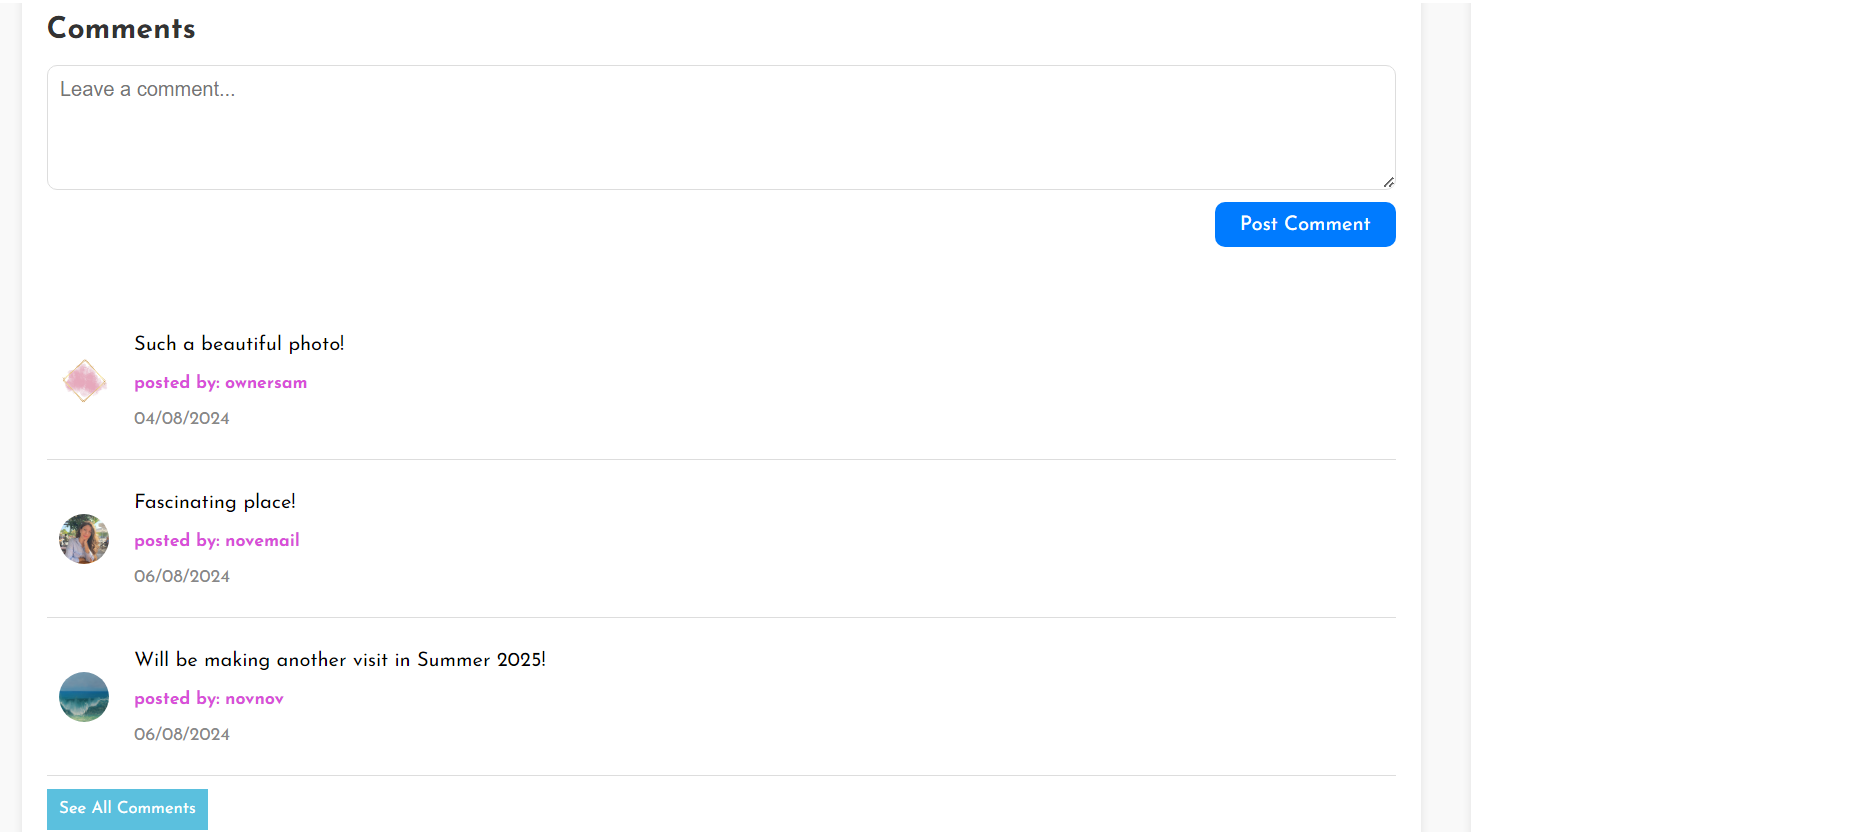 Comments
Leave a comment...
Post Comment
Such a beautiful photo!
posted by: ownersam
04/08/2024
Fascinating place!
posted by: novemail
06/08/2024
Will be making another visit in Summer 2025!
posted by: novnov
06/08/2024
See All Comments